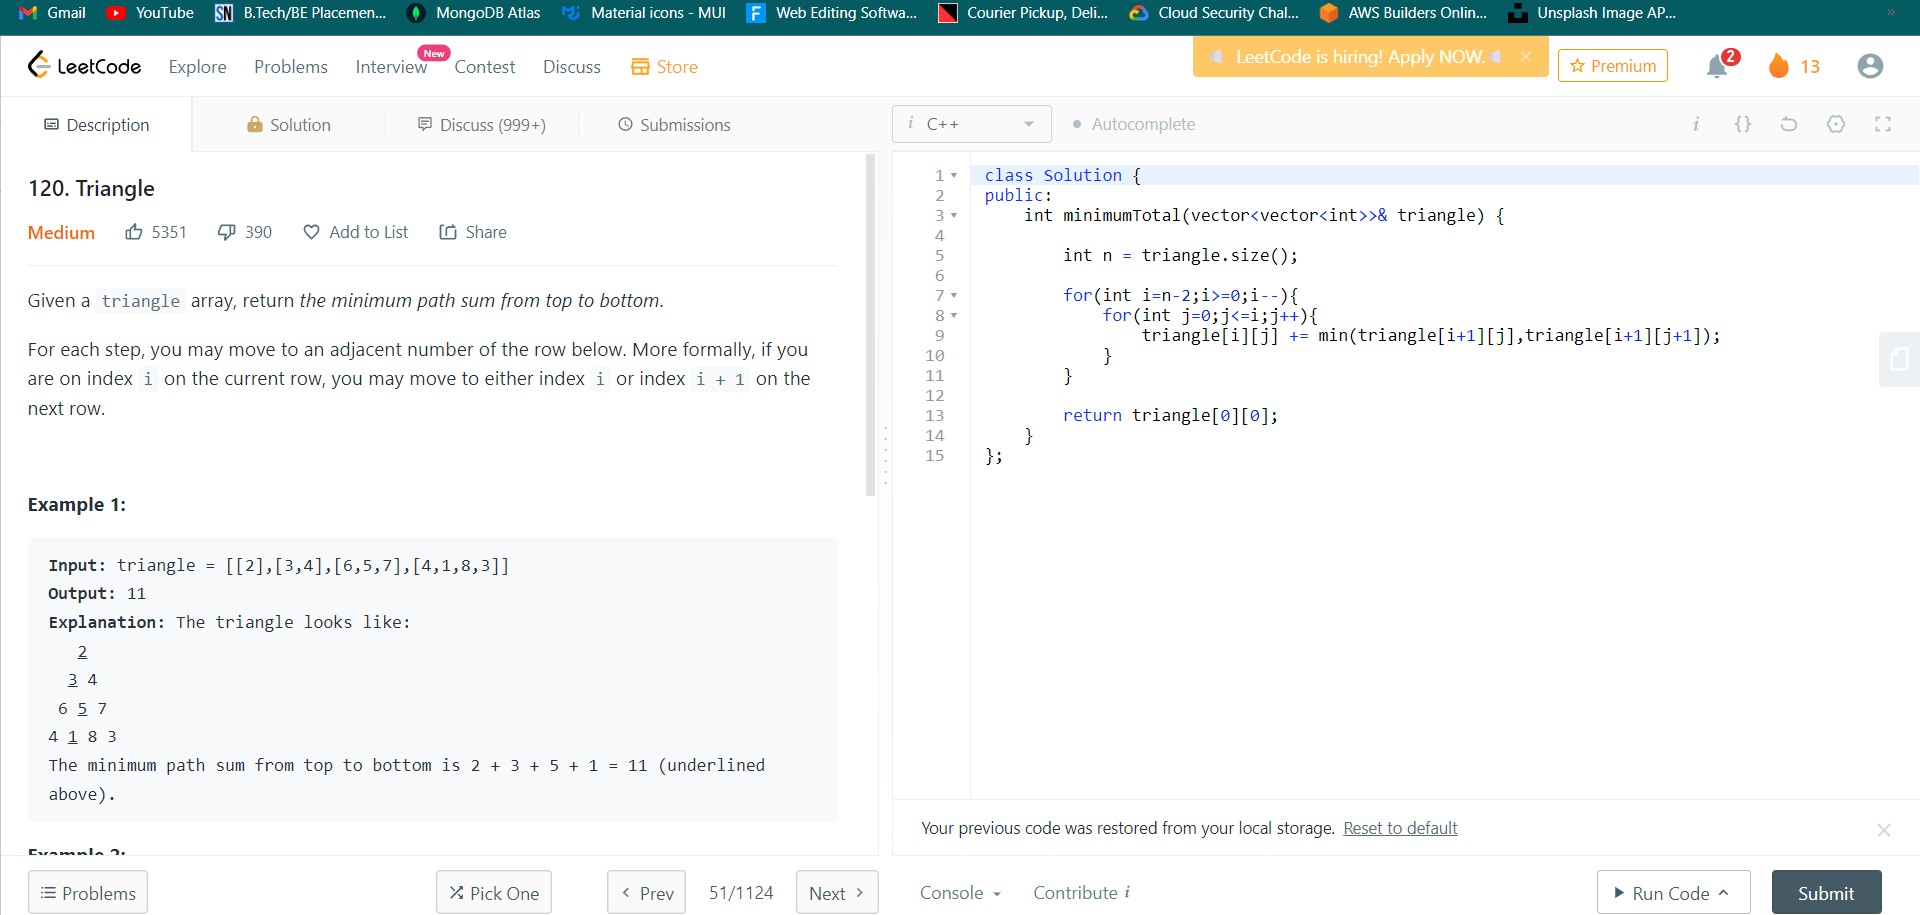 Gmail YouTube B.Tech/BE Placemen... MongoDB Atlas Material icons - MUI Web Editing Softwa... Courier Pickup, Deli... Cloud Security Chal... AWS Builders Onlin... Unsplash Image AP... »
LeetCode Explore Problems Interview New Contest Discuss Store LeetCode is hiring! Apply NOW. × Premium 2 13
Description Solution Discuss (999+) Submissions
i C++ Autocomplete i {}
120. Triangle
Medium 5351 390 Add to List Share
Given a triangle array, return the minimum path sum from top to bottom.
For each step, you may move to an adjacent number of the row below. More formally, if you
are on index i on the current row, you may move to either index i or index i + 1 on the
next row.
Example 1:
Input: triangle = [[2],[3,4],[6,5,7],[4,1,8,3]]
Output: 11
Explanation: The triangle looks like:
2
3 4
6 5 7
4 1 8 3
The minimum path sum from top to bottom is 2 + 3 + 5 + 1 = 11 (underlined
above).
Example 2:
Problems Pick One < Prev 51/1124 Next >
1 class Solution {
2 public:
3 int minimumTotal(vector<vector<int>>& triangle) {
4
5 int n = triangle.size();
6
7 for(int i=n-2;i>=0;i--){
8 for(int j=0;j<=i;j++){
9 triangle[i][j] += min(triangle[i+1][j],triangle[i+1][j+1]);
10 }
11 }
12
13 return triangle[0][0];
14 }
15 };
Your previous code was restored from your local storage. Reset to default
Console Contribute i Run Code Submit